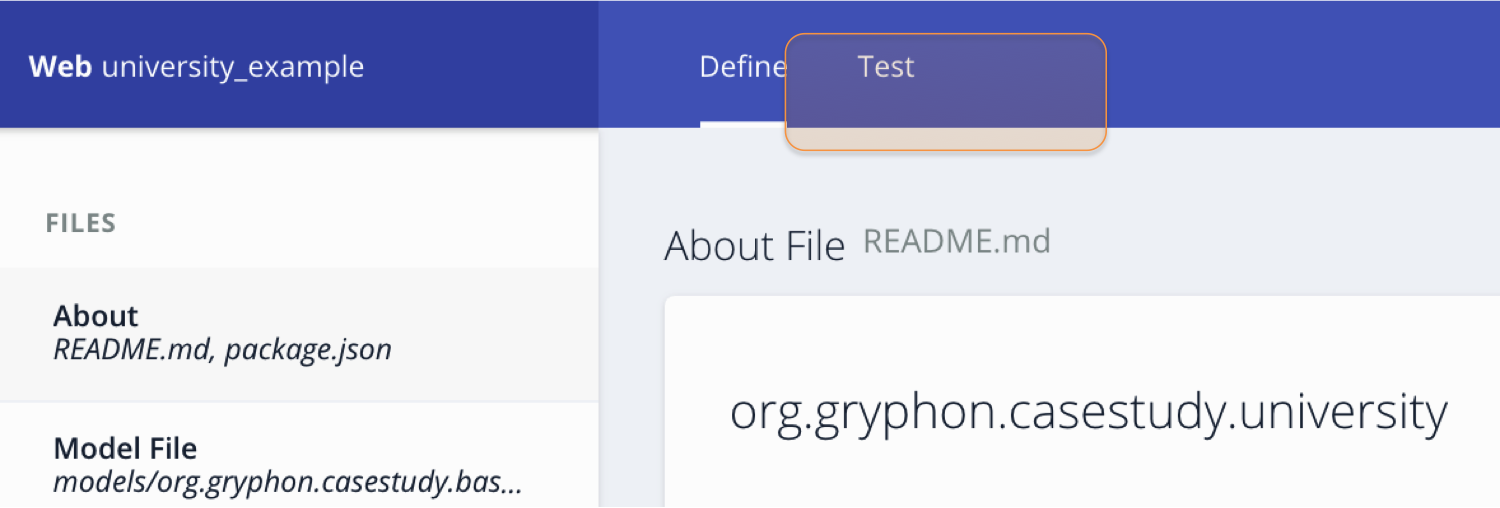 Web university_example
Define
Test
FILES
About
README.md, package.json
Model File
models/org.gryphon.casestudy.bas...
About File README.md
org.gryphon.casestudy.university